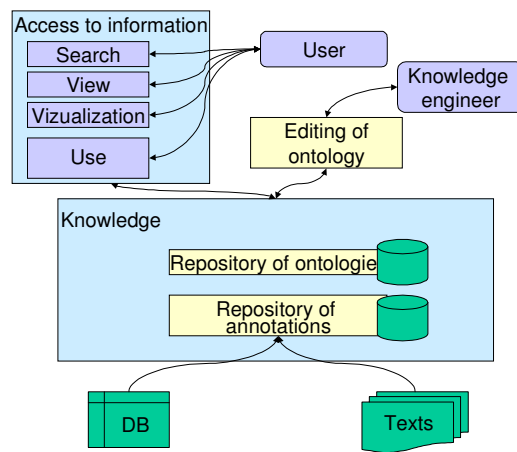 Access to information
Search
User
View
Knowledge
engineer
Vizualization
Editing of
ontology
Use
Knowledge
Repository of ontologie
Repository of
annotations
DB
Texts